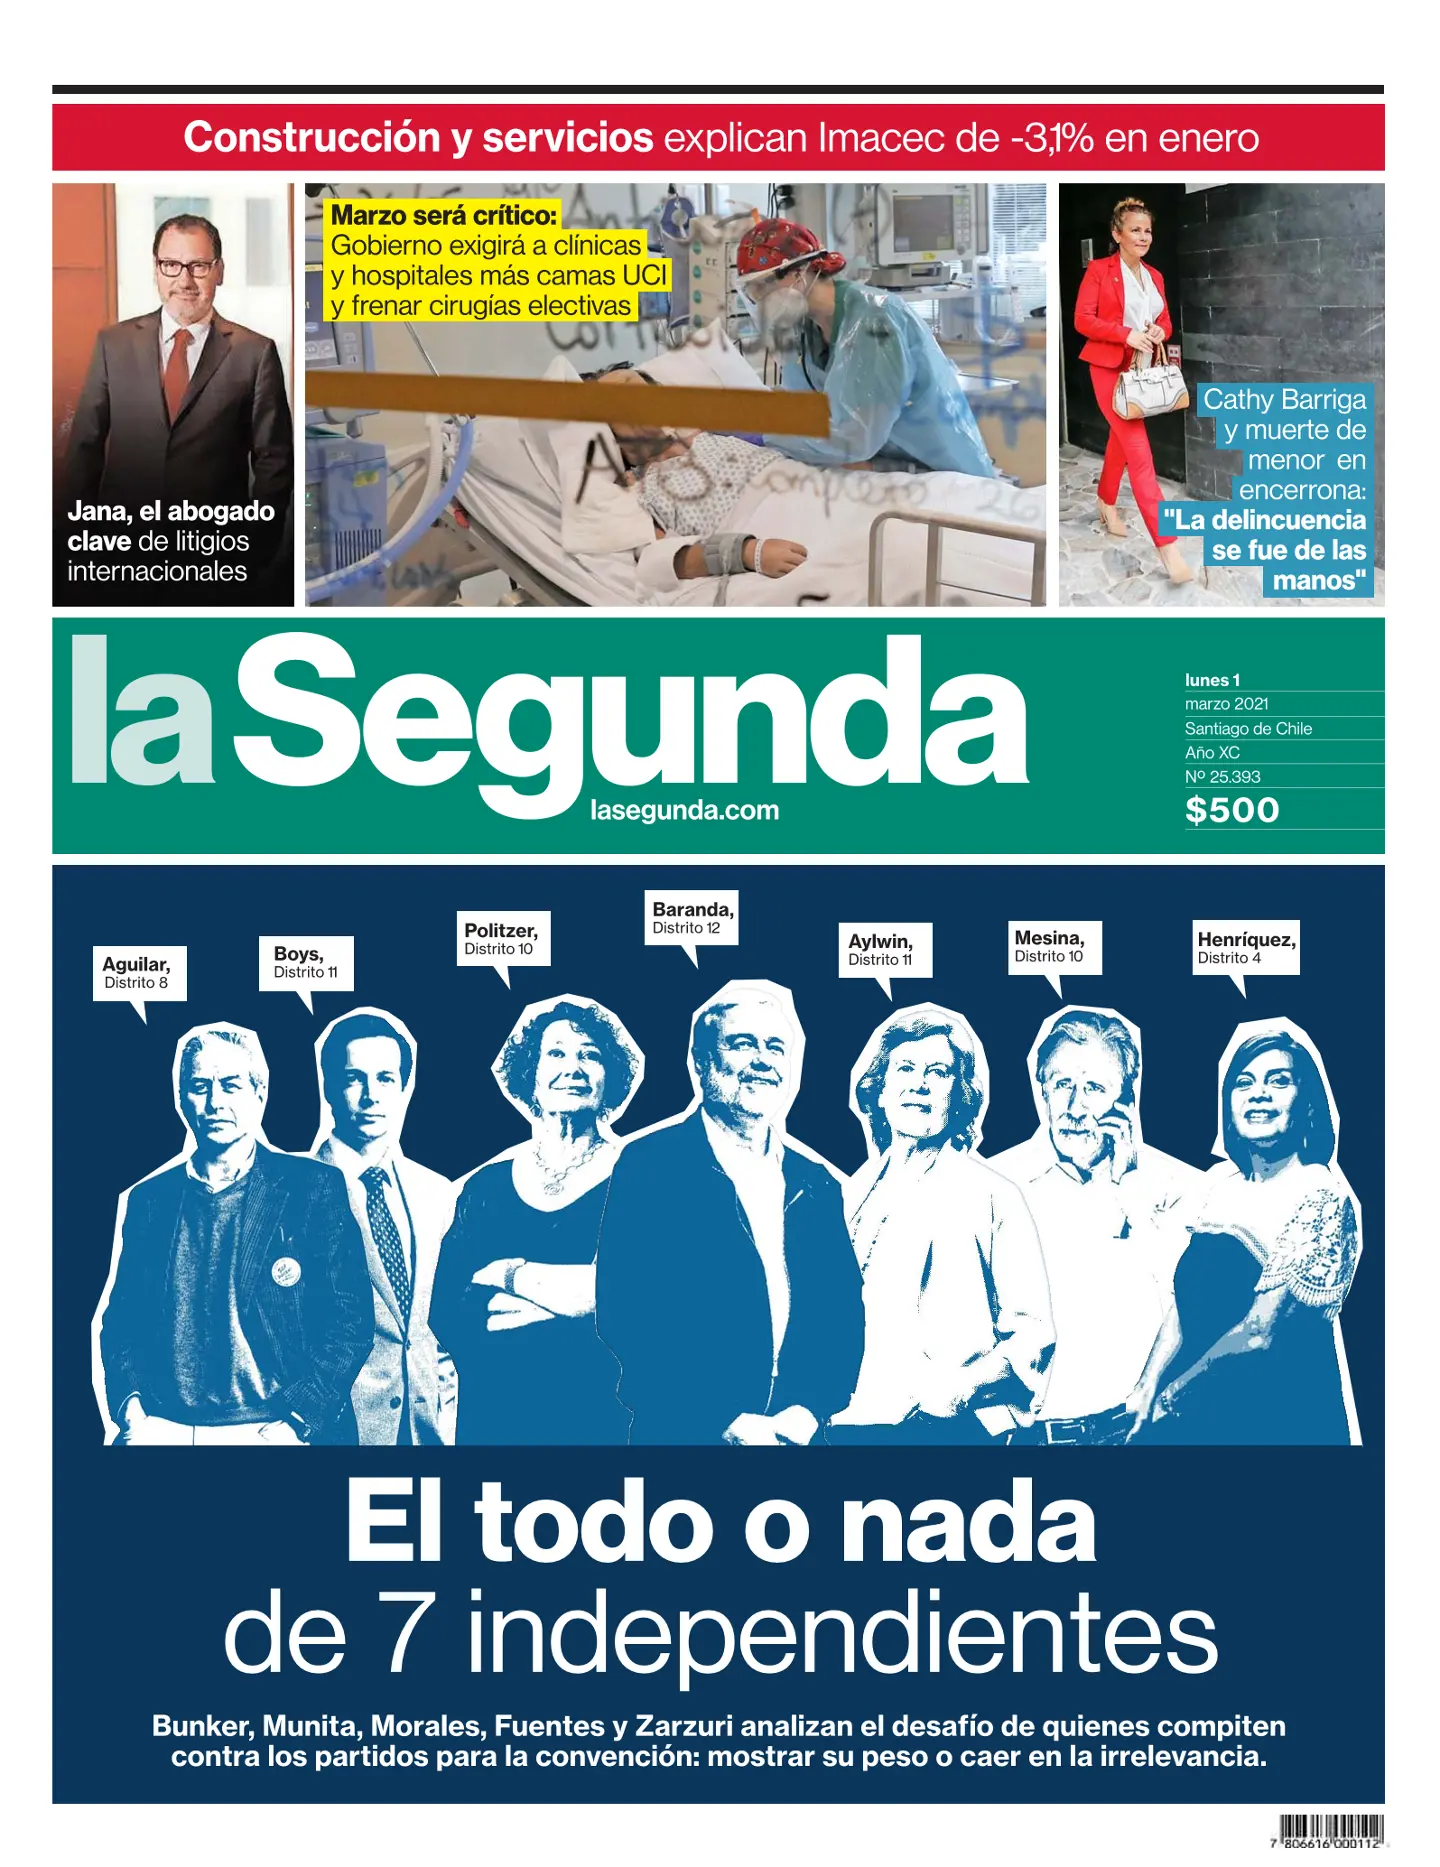 Construcción y servicios explican Imacec de -3,1% en enero
Marzo será crítico:
Gobierno exigirá a clínicas
y hospitales más camas UCI
y frenar cirugías electivas
Jana, el abogado
clave de litigios
internacionales
Cathy Barriga
y muerte de
menor en
encerrona:
"La delincuencia
se fue de las
manos"
la Segunda
lasegunda.com
lunes 1
marzo 2021
Santiago de Chile
Año XC
Nº 25.393
$500
Aguilar,
Distrito 8
Boys,
Distrito 11
Politzer,
Distrito 10
Baranda,
Distrito 12
Aylwin,
Distrito 11
Mesina,
Distrito 10
Henríquez,
Distrito 4
El todo o nada
de 7 independientes
Bunker, Munita, Morales, Fuentes y Zarzuri analizan el desafío de quienes compiten
contra los partidos para la convención: mostrar su peso o caer en la irrelevancia.
7 806616 000112